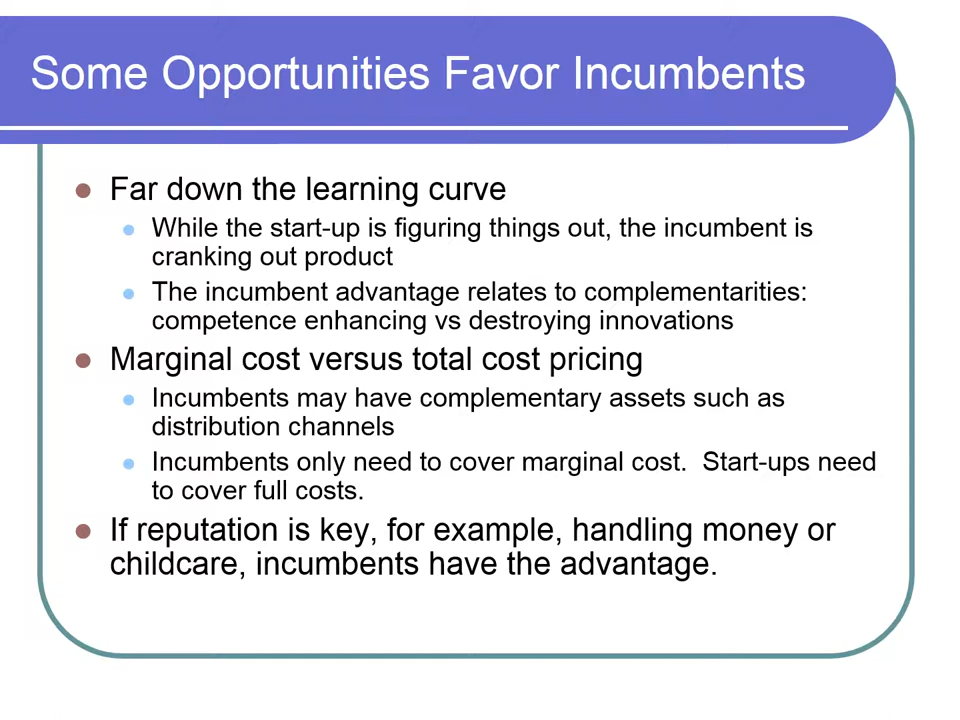 Some Opportunities Favor Incumbents
Far down the learning curve
While the start-up is figuring things out, the incumbent is
cranking out product
The incumbent advantage relates to complementarities:
competence enhancing vs destroying innovations
Marginal cost versus total cost pricing
Incumbents may have complementary assets such as
distribution channels
Incumbents only need to cover marginal cost.  Start-ups need
to cover full costs.
If reputation is key, for example, handling money or
childcare, incumbents have the advantage.